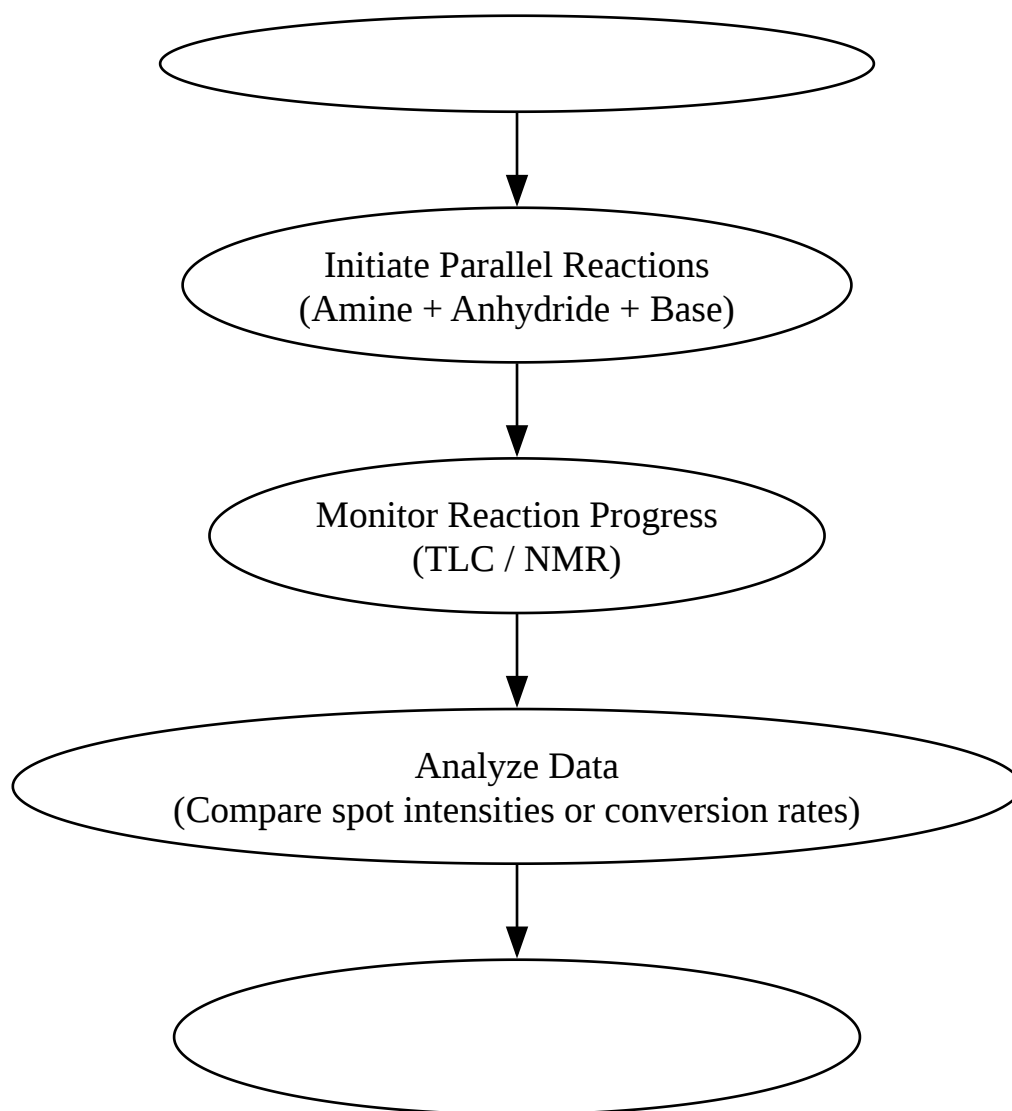 Initiate Parallel Reactions
(Amine + Anhydride + Base)
Monitor Reaction Progress
(TLC / NMR)
Analyze Data
(Compare spot intensities or conversion rates)